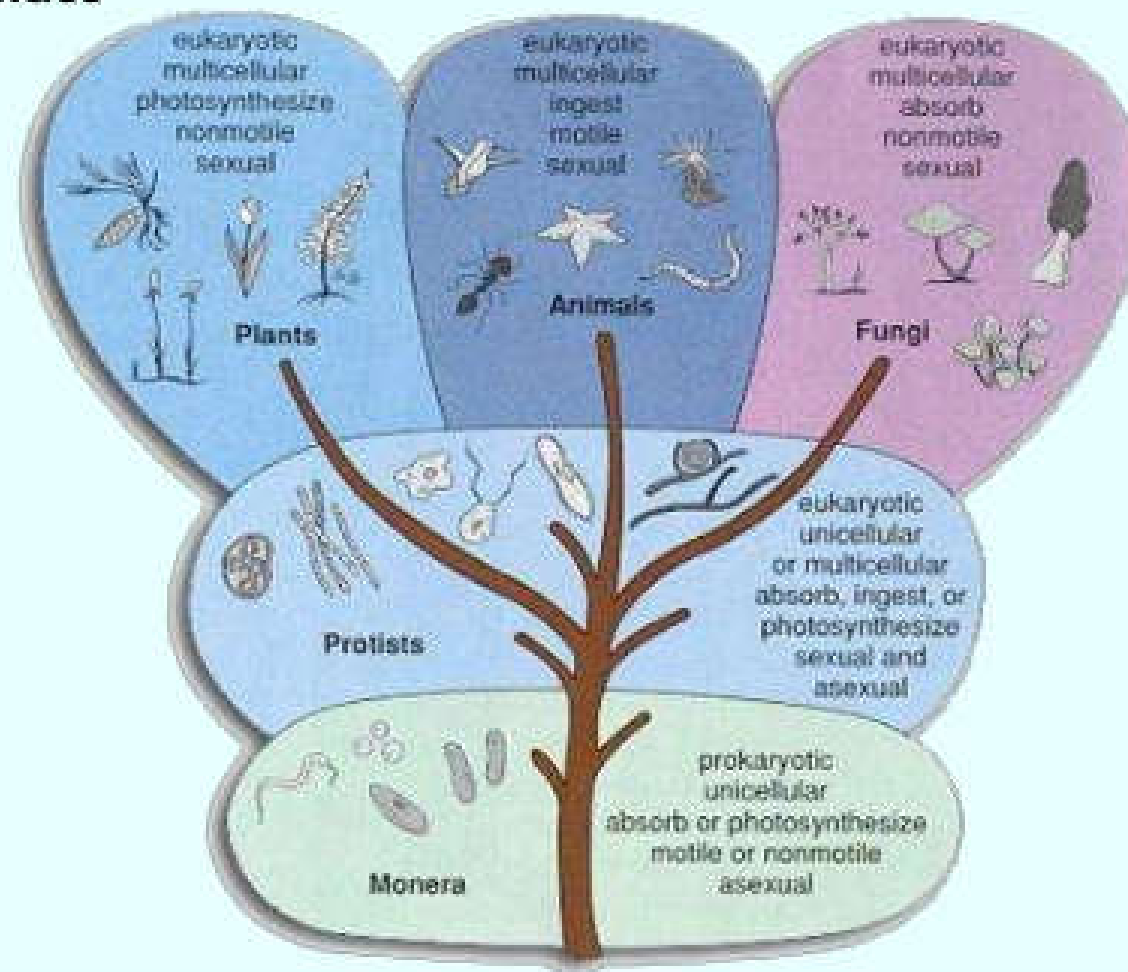 eukaryotic
multicellular
photosynthesize
nonmotile
sexual
Plants
eukaryotic
multicellular
ingest
motile
sexual
Animals
eukaryotic
multicellular
absorb
nonmotile
sexual
Fungi
eukaryotic
unicellular
or multicellular
absorb, ingest, or
photosynthesize
sexual and
asexual
Protists
prokaryotic
unicellular
absorb or photosynthesize
motile or nonmotile
asexual
Monera